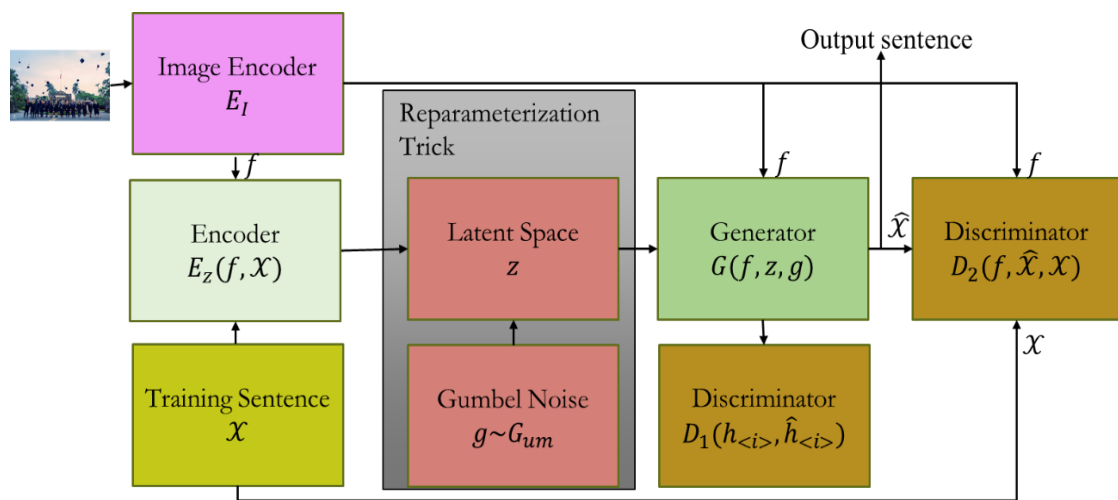 Output sentence
Image Encoder
E_I
Reparameterization
Trick
f
f
f
Encoder
E_z(f, 𝒳)
Latent Space
z
Generator
G(f, z, g)
𝒳̂
Discriminator
D_2(f, 𝒳̂, 𝒳)
𝒳
Training Sentence
𝒳
Gumbel Noise
g~G_um
Discriminator
D_1(h_<i>, ĥ_<i>)